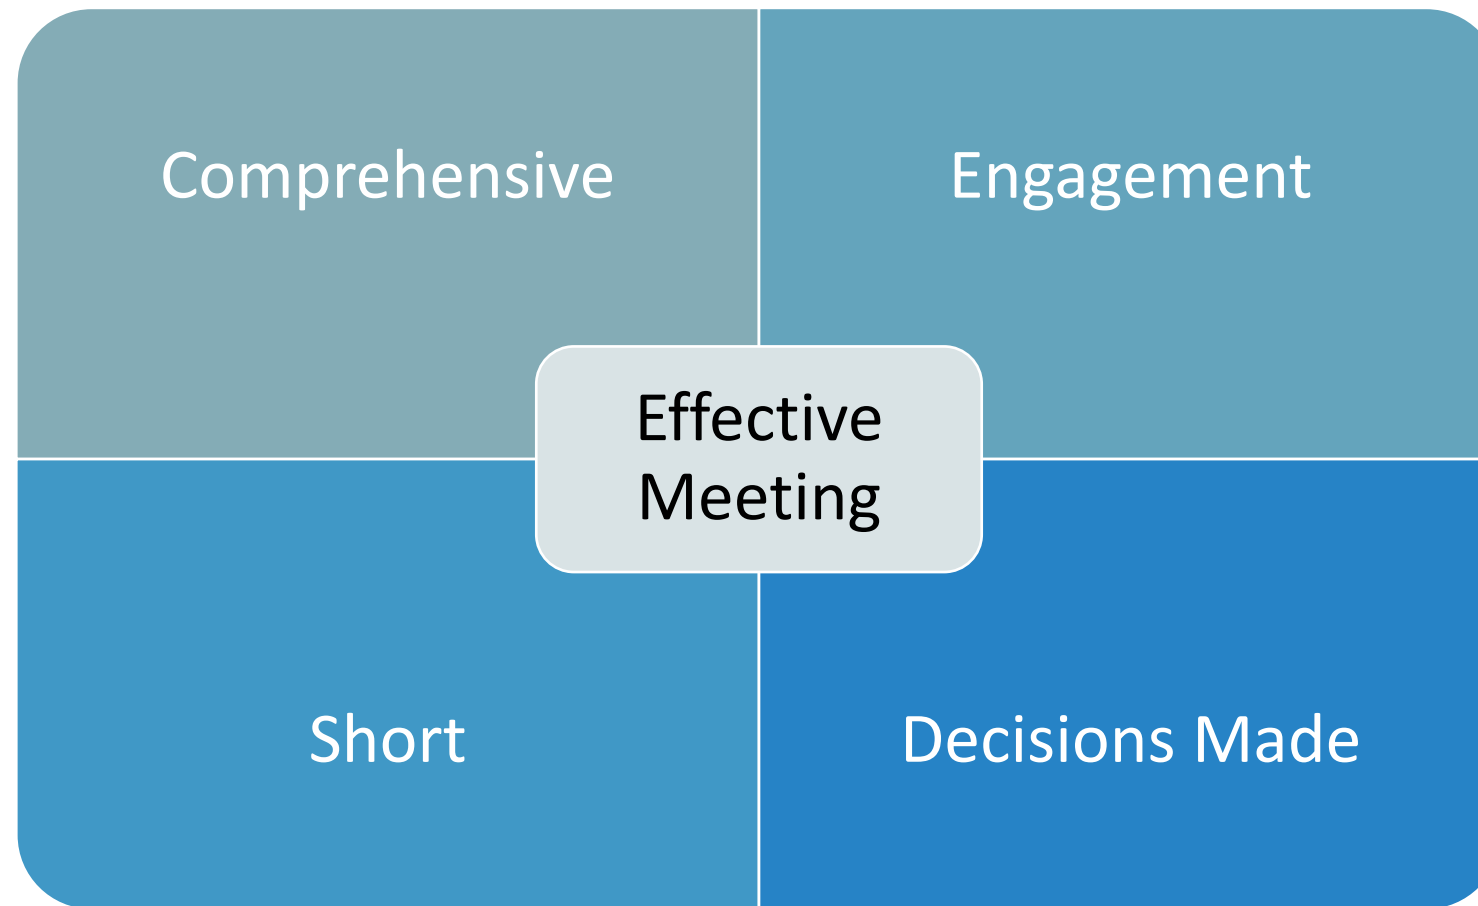 Comprehensive
Engagement
Effective
Meeting
Short
Decisions Made